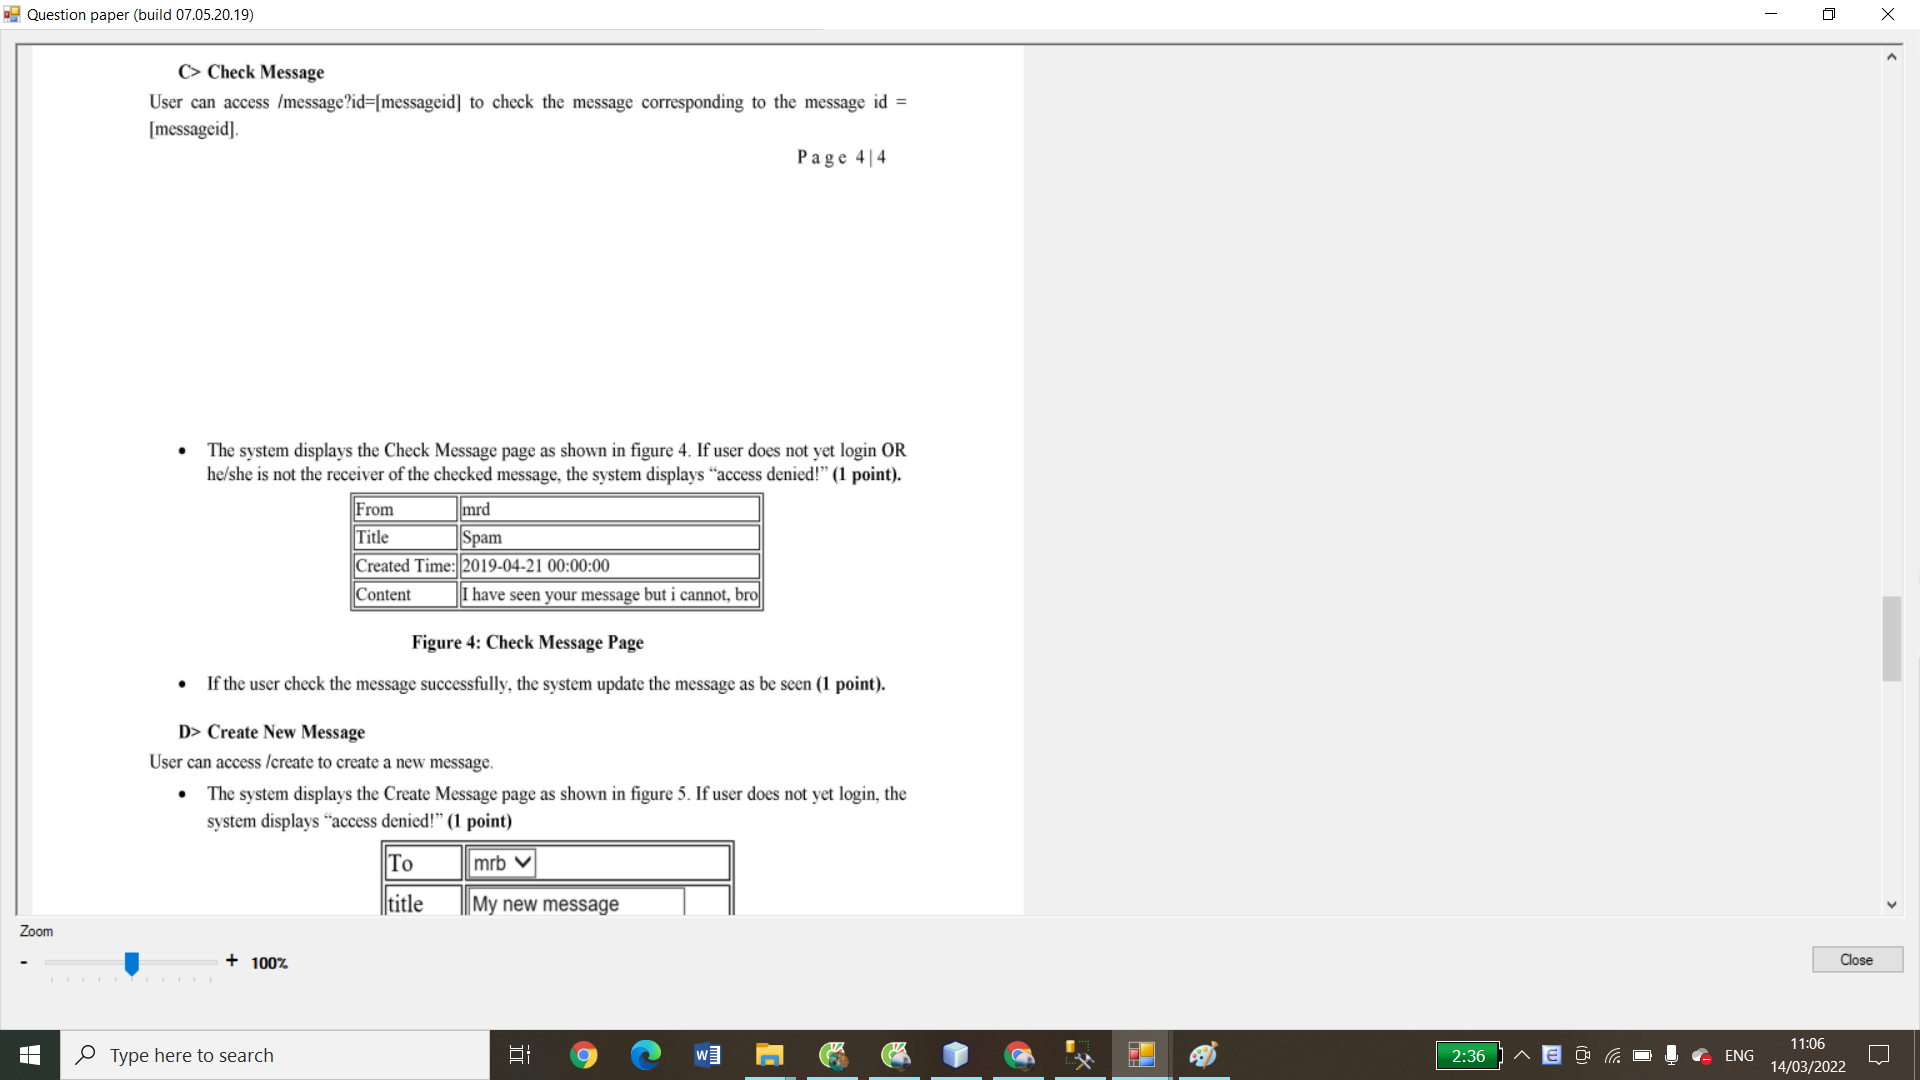 Question paper (build 07.05.20.19)
C> Check Message
User can access /message?id=[messageid] to check the message corresponding to the message id =
[messageid].
Page 4|4
• The system displays the Check Message page as shown in figure 4. If user does not yet login OR
he/she is not the receiver of the checked message, the system displays “access denied!” (1 point).
From mrd
Title Spam
Created Time: 2019-04-21 00:00:00
Content I have seen your message but i cannot, bro
Figure 4: Check Message Page
• If the user check the message successfully, the system update the message as be seen (1 point).
D> Create New Message
User can access /create to create a new message.
• The system displays the Create Message page as shown in figure 5. If user does not yet login, the
system displays “access denied!” (1 point)
To mrb
title My new message
Zoom
- + 100%
Close
Type here to search
2:36
ENG
11:06
14/03/2022